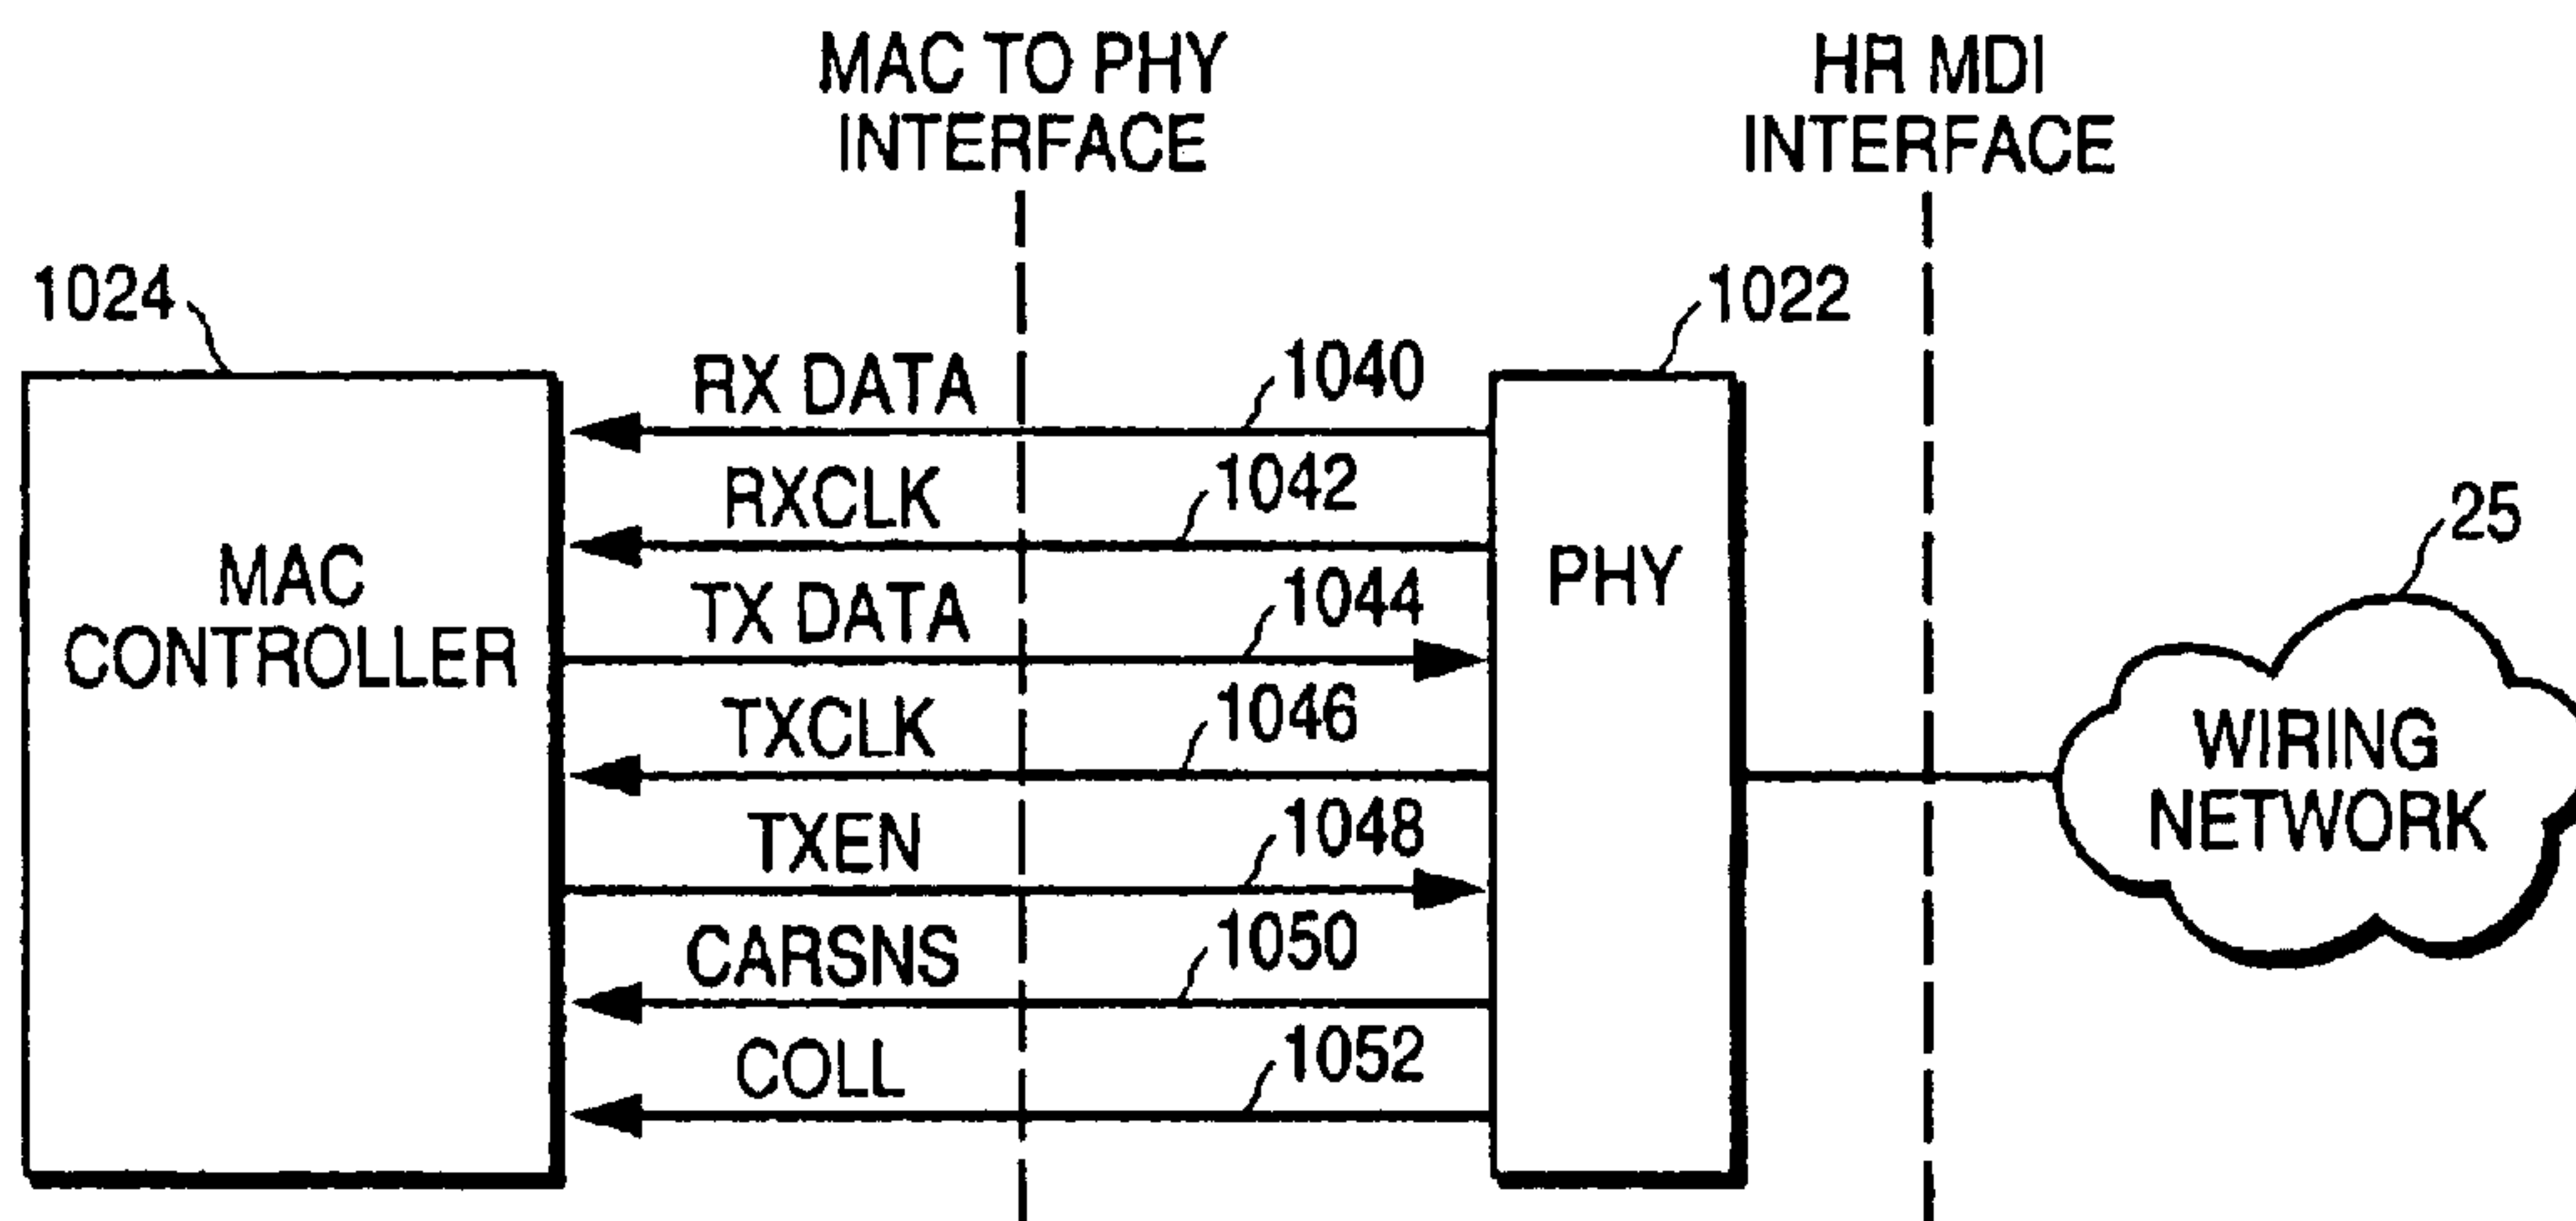 MAC TO PHY
INTERFACE
HR MDI
INTERFACE
1024
1022
RX DATA
1040
RXCLK
1042
25
MAC
CONTROLLER
PHY
TX DATA
1044
TXCLK
1046
WIRING
NETWORK
TXEN
1048
CARSNS
1050
COLL
1052